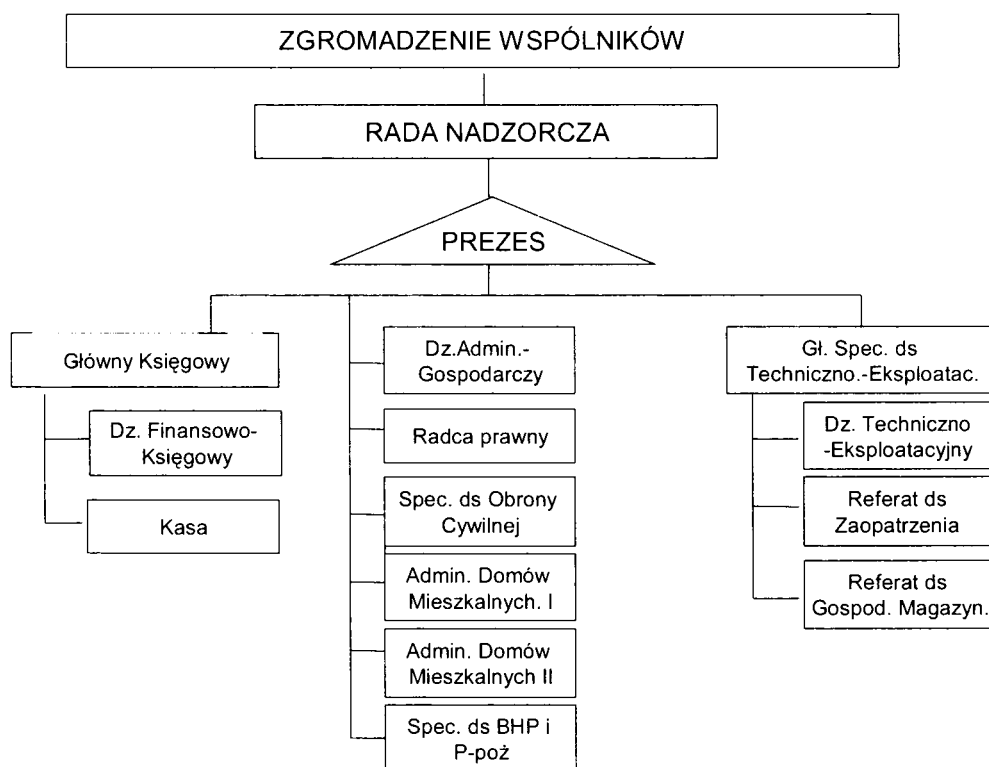 ZGROMADZENIE WSPÓLNIKÓW
RADA NADZORCZA
PREZES
Główny Księgowy
Dz. Finansowo-
Księgowy
Kasa
Dz.Admin.-
Gospodarczy
Radca prawny
Spec. ds Obrony
Cywilnej
Admin. Domów
Mieszkalnych. I
Admin. Domów
Mieszkalnych II
Spec. ds BHP i
P-poż
Gł. Spec. ds
Techniczno.-Eksploatac.
Dz. Techniczno
-Eksploatacyjny
Referat ds
Zaopatrzenia
Referat ds
Gospod. Magazyn.